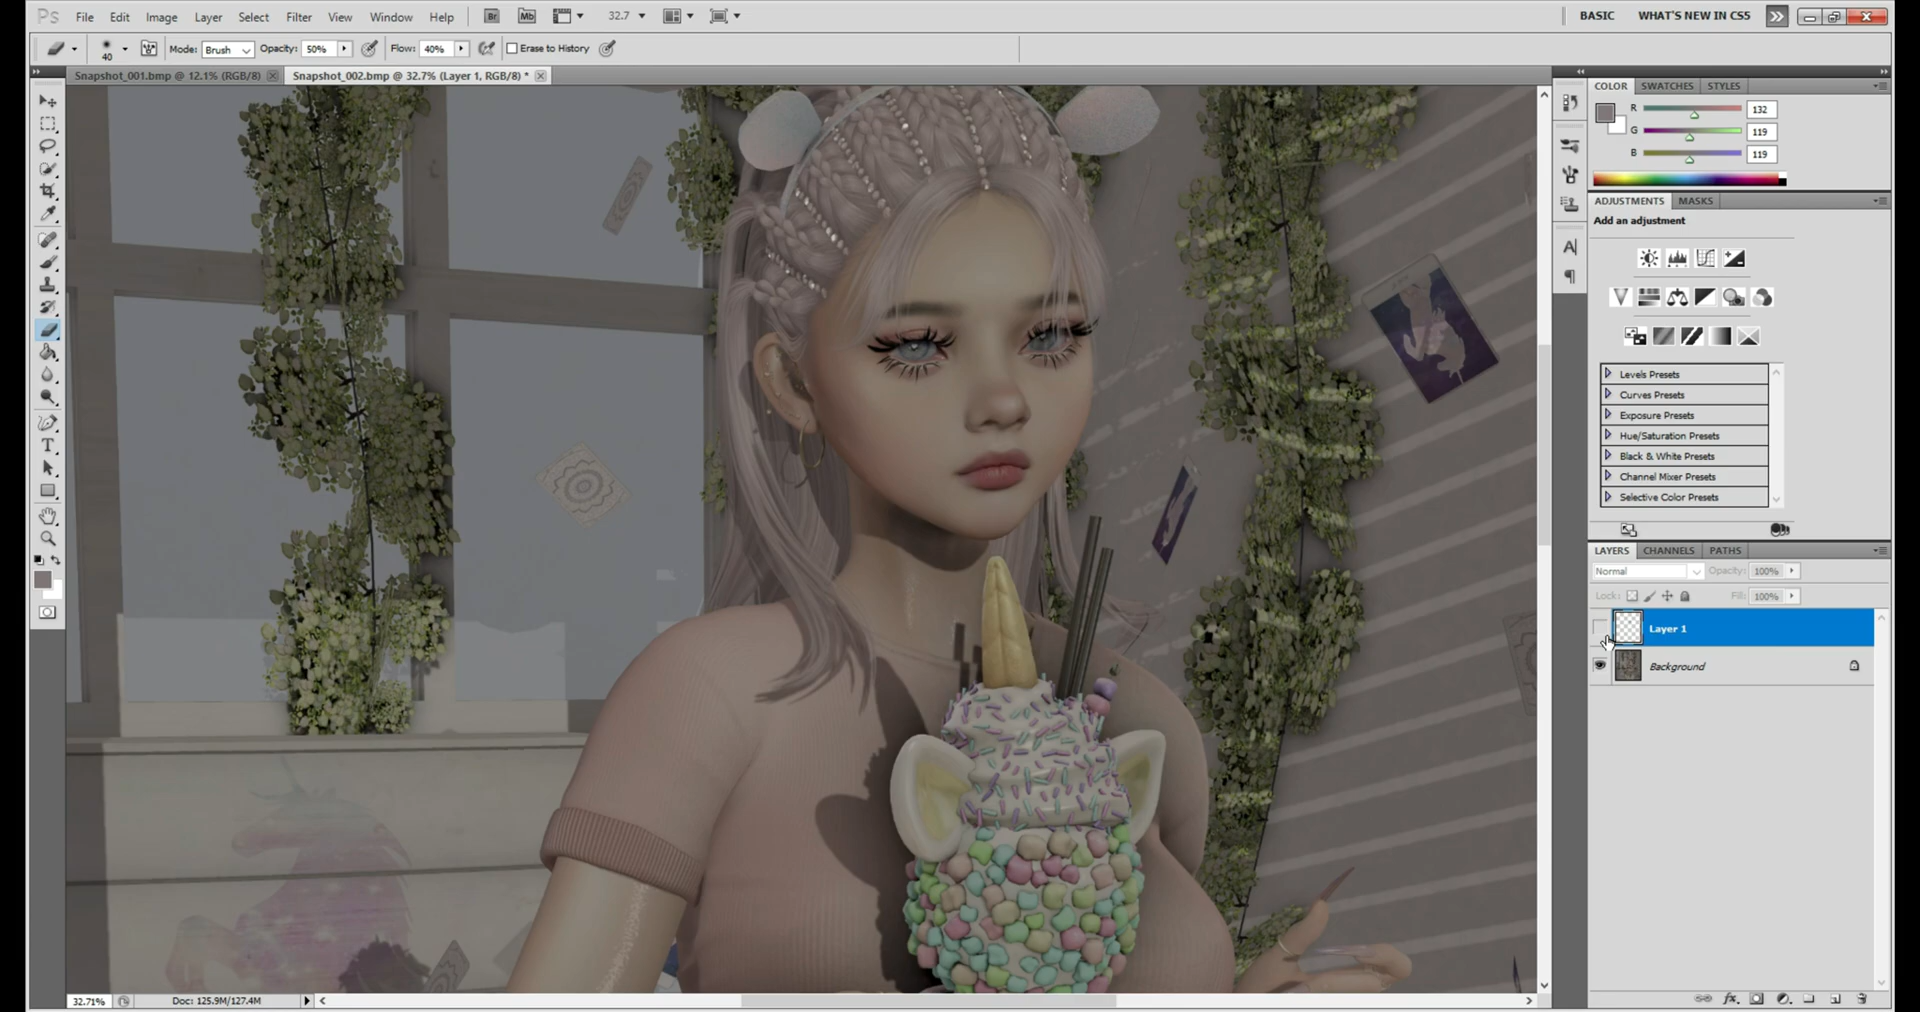 Ps File Edit Image Layer Select Filter View Window Help Br Mb 32.7 BASIC WHAT'S NEW IN CS5
40 Mode: Brush Opacity: 50% Flow: 40% Erase to History
Snapshot_001.bmp @ 12.1% (RGB/8) Snapshot_002.bmp @ 32.7% (Layer 1, RGB/8) *
COLOR SWATCHES STYLES
R 132
G 119
B 119
ADJUSTMENTS MASKS
Add an adjustment
Levels Presets
Curves Presets
Exposure Presets
Hue/Saturation Presets
Black & White Presets
Channel Mixer Presets
Selective Color Presets
LAYERS CHANNELS PATHS
Normal Opacity: 100%
Lock: Fill: 100%
Layer 1
Background
32.71% Doc: 125.9M/127.4M